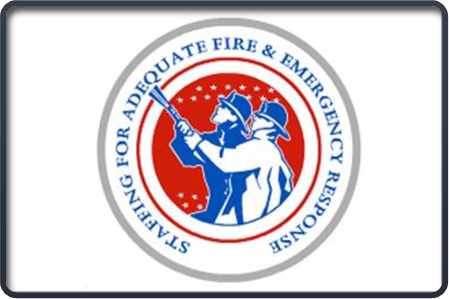 STAFFING FOR ADEQUATE FIRE & EMERGENCY RESPONSE